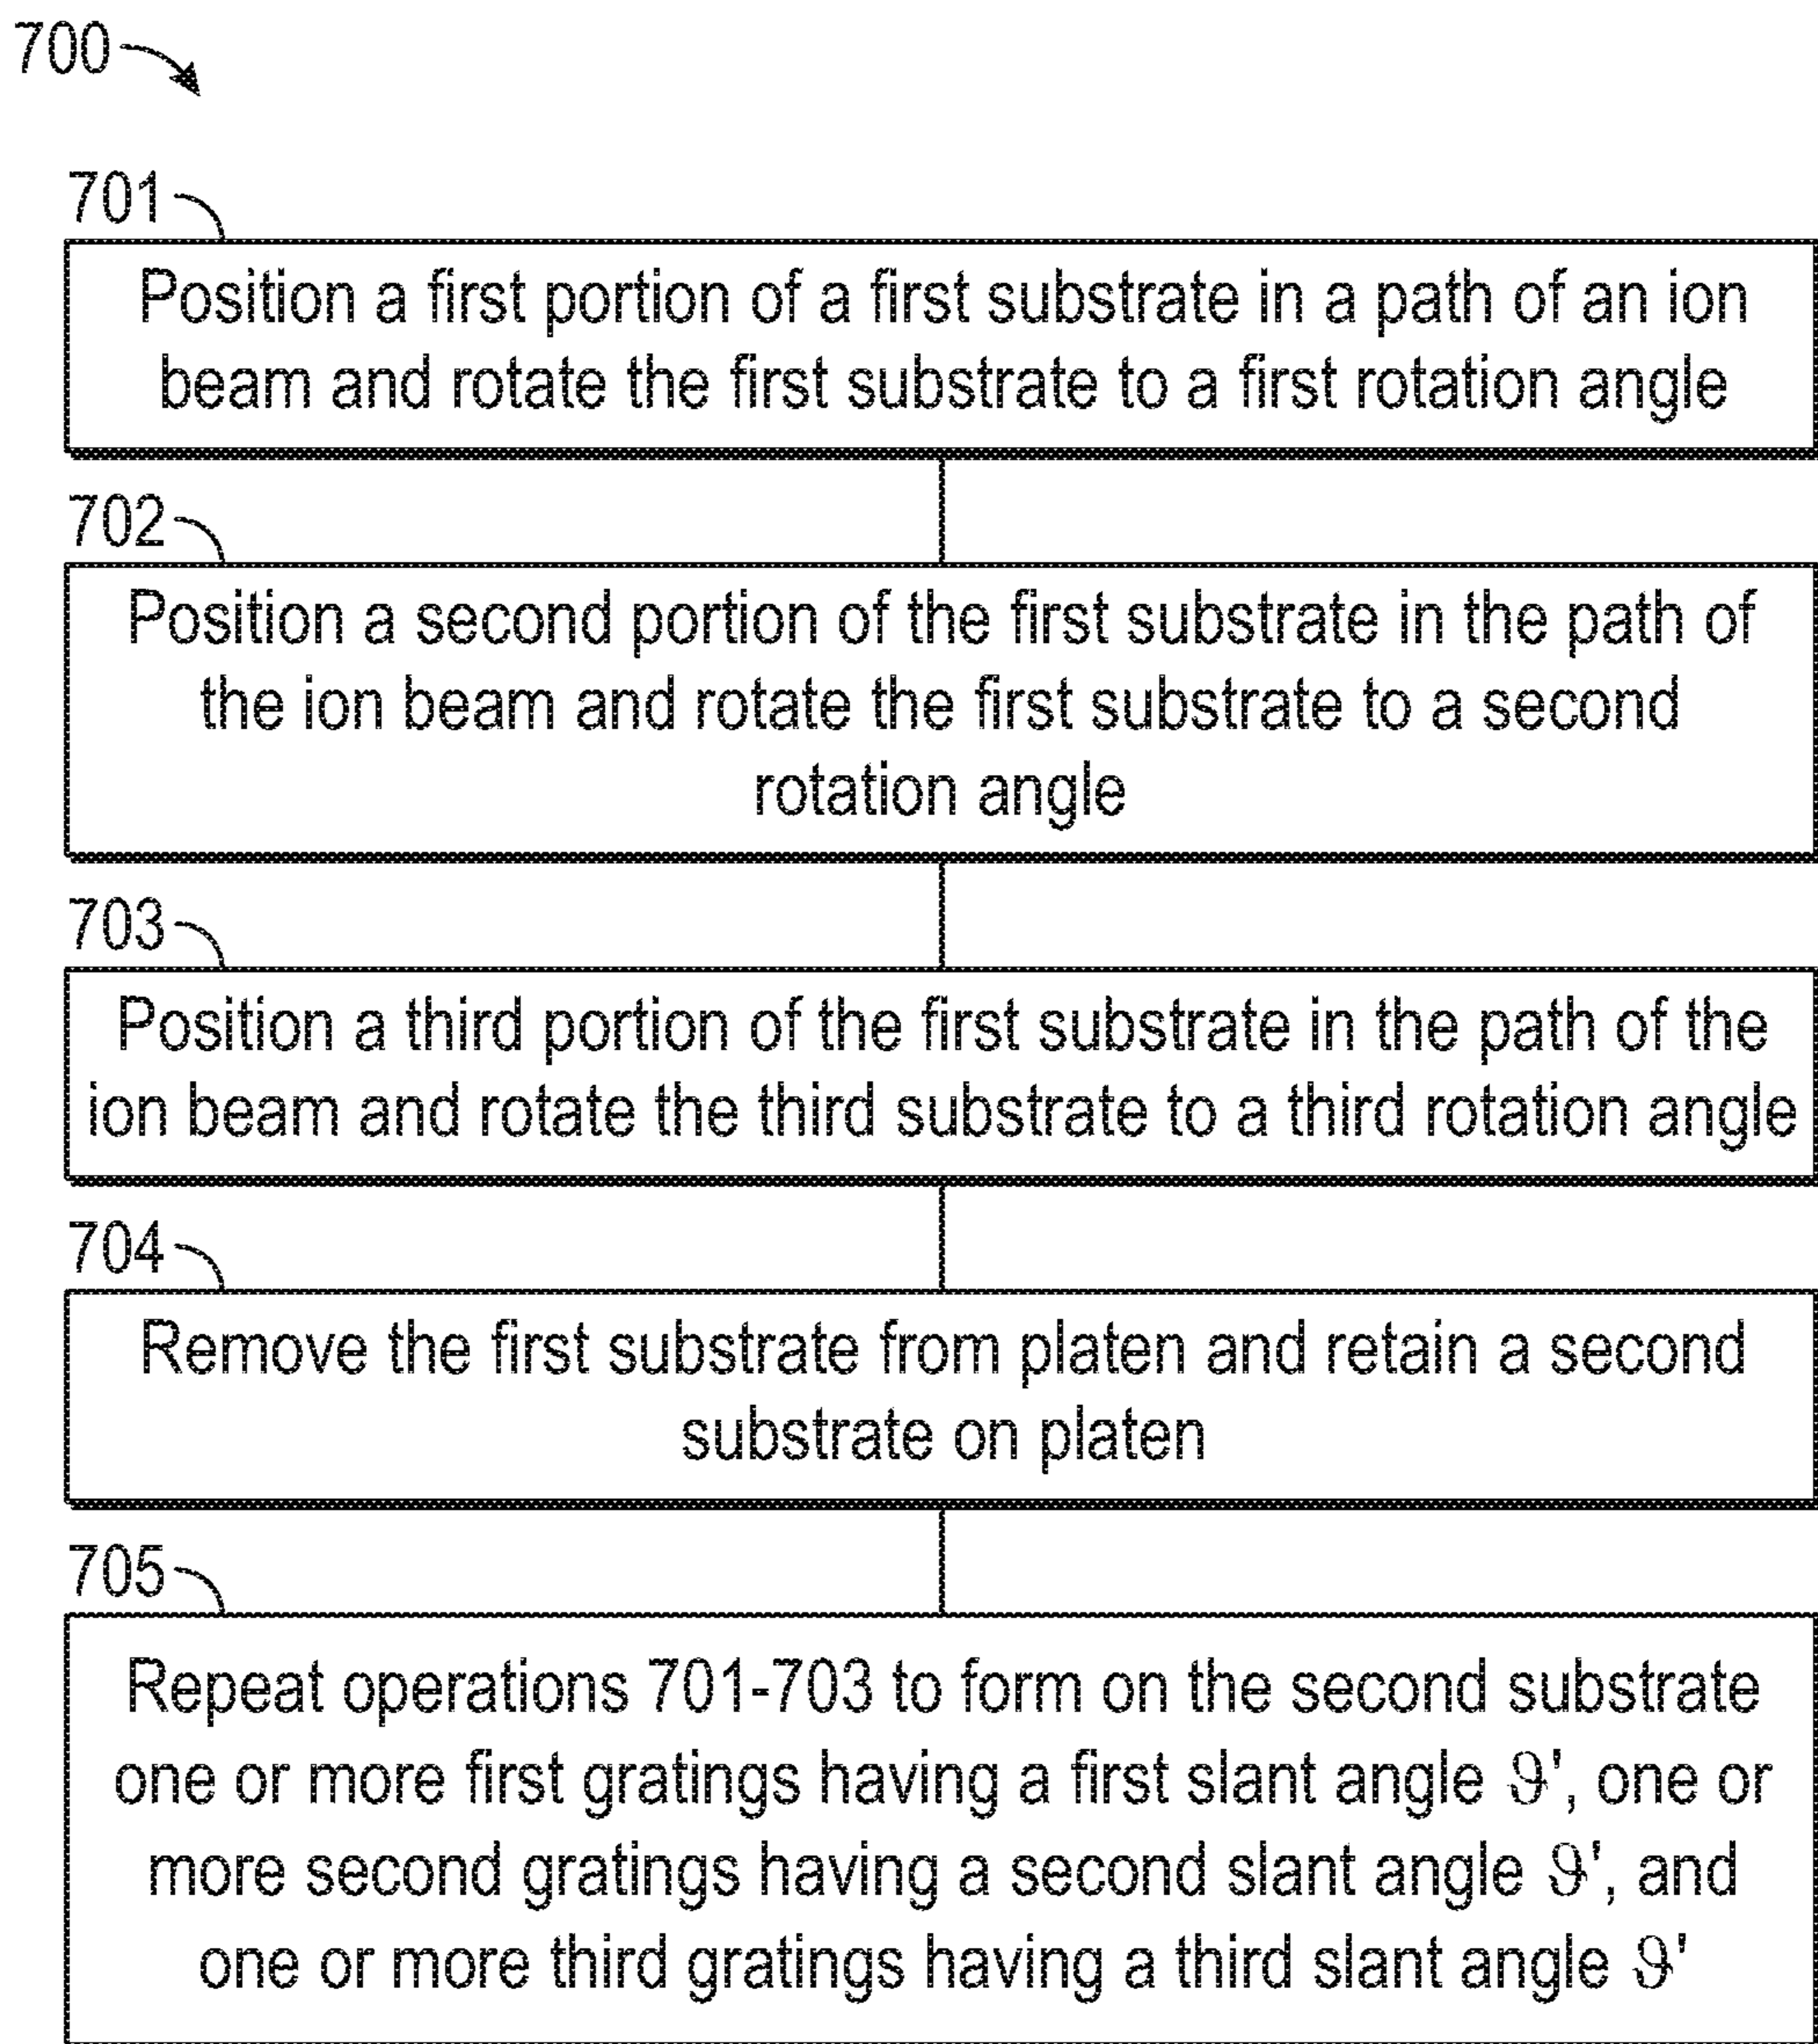 700
701
Position a first portion of a first substrate in a path of an ion
beam and rotate the first substrate to a first rotation angle
702
Position a second portion of the first substrate in the path of
the ion beam and rotate the first substrate to a second
rotation angle
703
Position a third portion of the first substrate in the path of the
ion beam and rotate the third substrate to a third rotation angle
704
Remove the first substrate from platen and retain a second
substrate on platen
705
Repeat operations 701-703 to form on the second substrate
one or more first gratings having a first slant angle ϑ', one or
more second gratings having a second slant angle ϑ', and
one or more third gratings having a third slant angle ϑ'